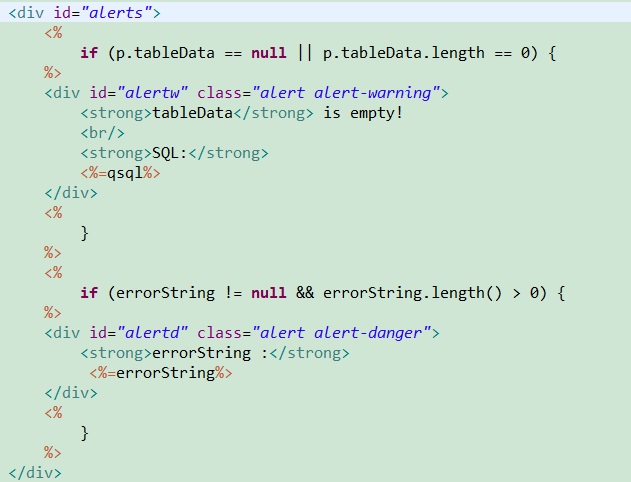 <div id="alerts">
    <%
        if (p.tableData == null || p.tableData.length == 0) {
    %>
    <div id="alertw" class="alert alert-warning">
        <strong>tableData</strong> is empty!
        <br/>
        <strong>SQL:</strong>
        <%=qsql%>
    </div>
    <%
        }
    %>
    <%
        if (errorString != null && errorString.length() > 0) {
    %>
    <div id="alertd" class="alert alert-danger">
        <strong>errorString :</strong>
         <%=errorString%>
    </div>
    <%
        }
    %>
</div>